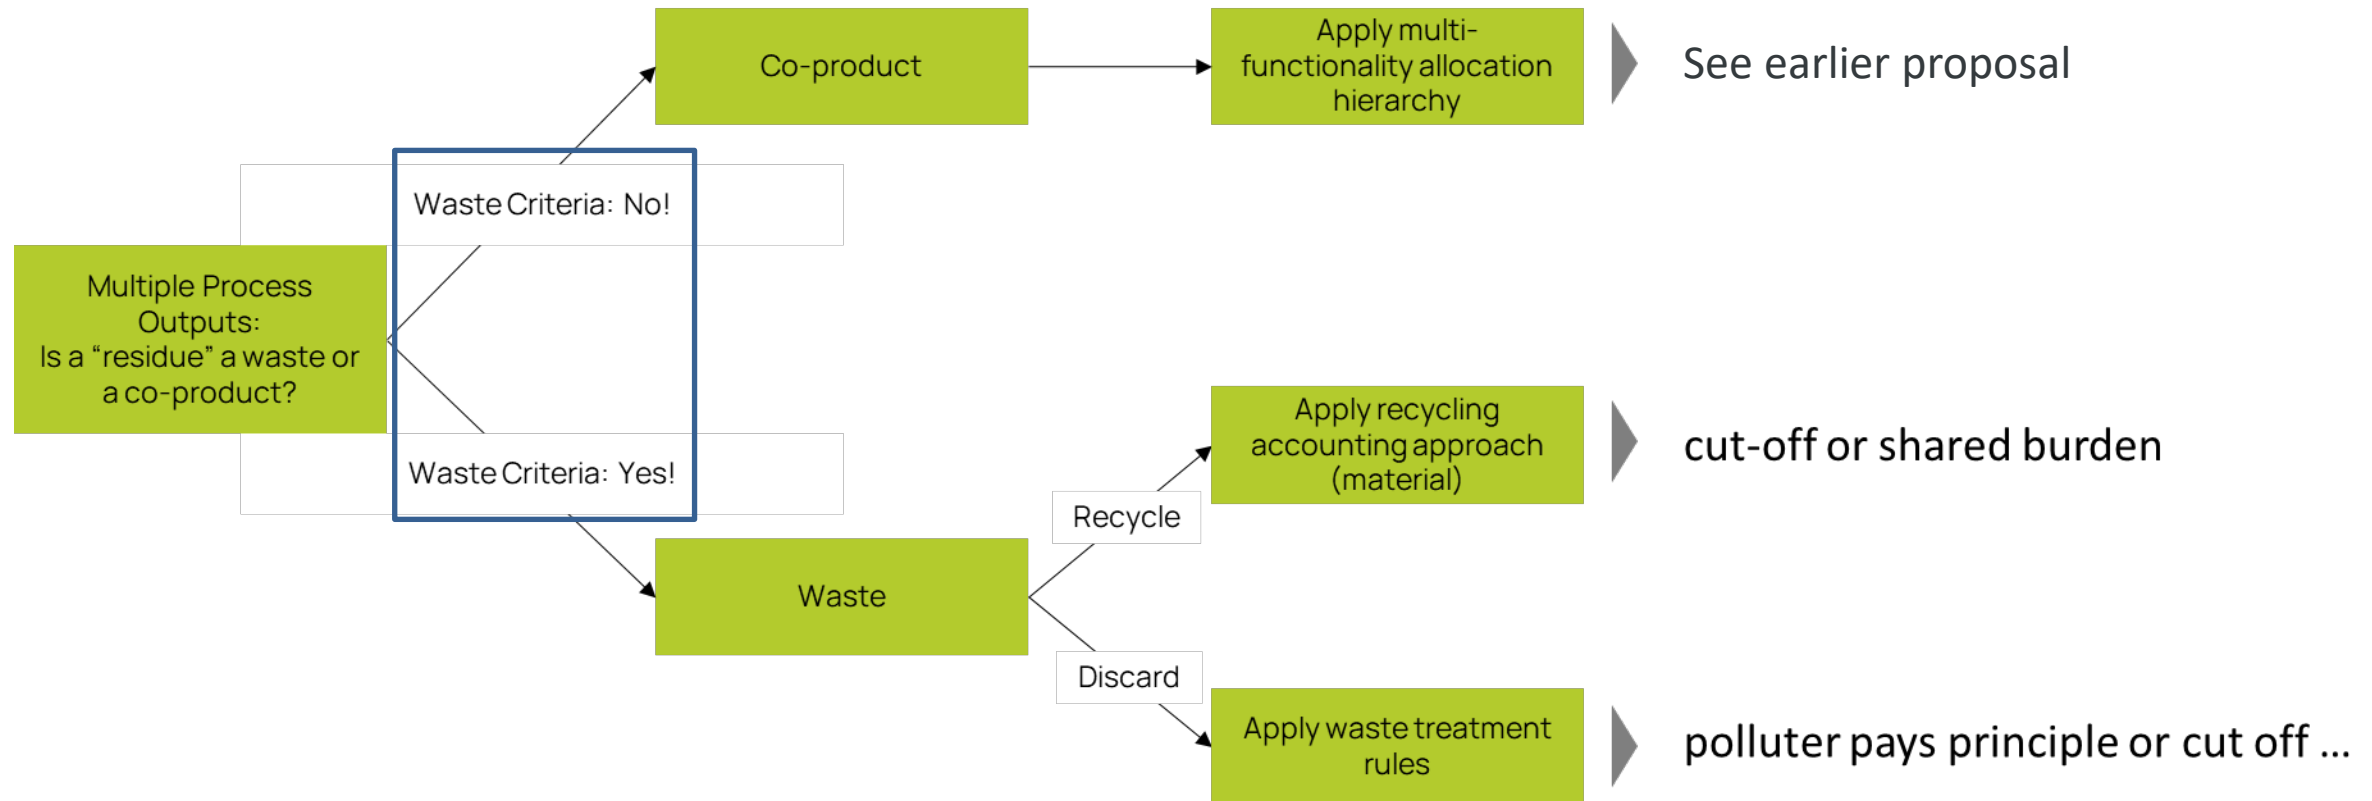 Co-product
Apply multi-
functionality allocation
hierarchy
See earlier proposal
Waste Criteria: No!
Multiple Process
Outputs:
Is a “residue” a waste or
a co-product?
Waste Criteria: Yes!
Apply recycling
accounting approach
(material)
cut-off or shared burden
Recycle
Waste
Discard
Apply waste treatment
rules
polluter pays principle or cut off ...